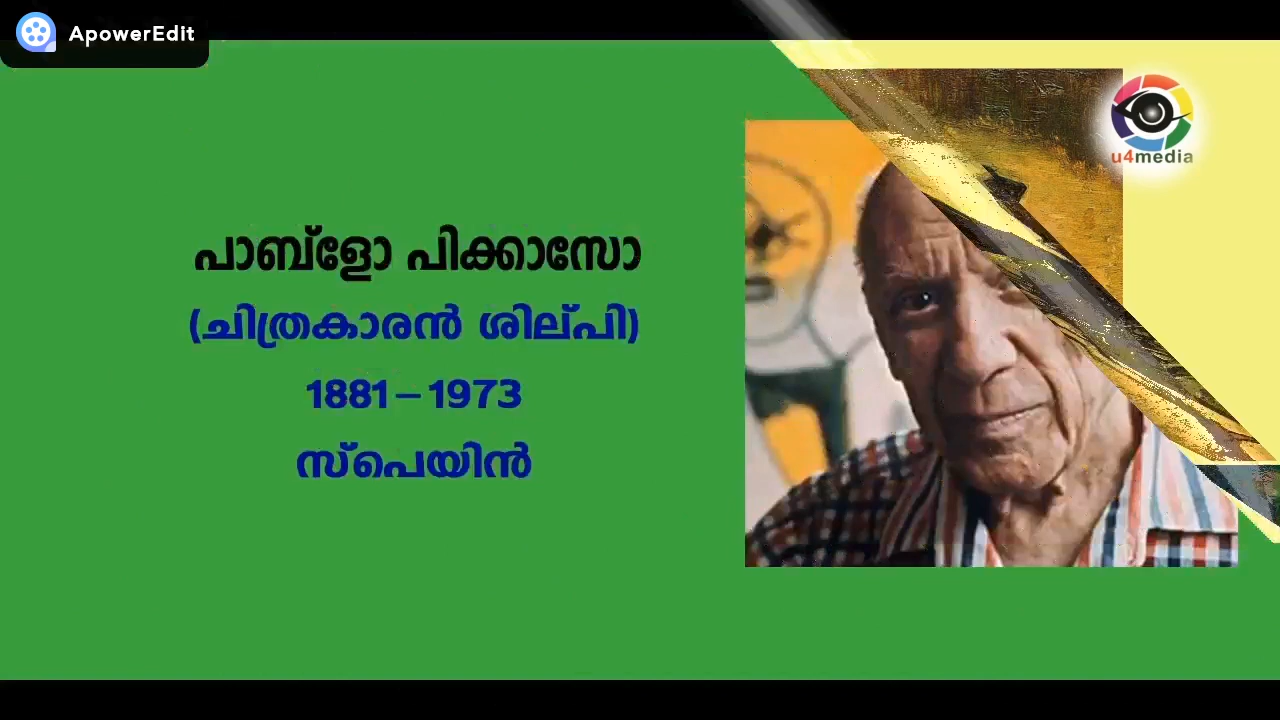 ApowerEdit
u4media
പാബ്ളോ പിക്കാസോ
(ചിത്രകാരൻ ശില്പി)
1881 – 1973
സ്പെയിൻ